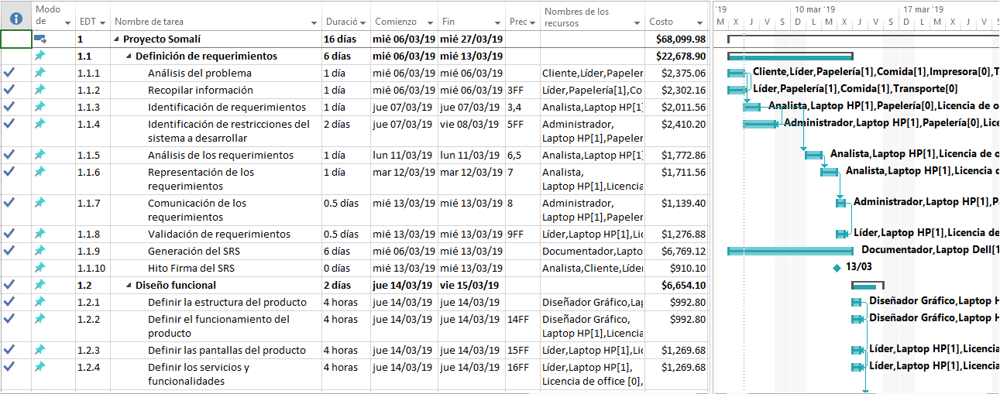 Modo de EDT Nombre de tarea Duració Comienzo Fin Prec Nombres de los recursos Costo
'19 10 mar '19 17 mar '19
M X J V S D L M X J V S D L M X J V S
1 Proyecto Somalí 16 días mié 06/03/19 mié 27/03/19 $68,099.98
1.1 Definición de requerimientos 6 días mié 06/03/19 mié 13/03/19 $22,678.90
1.1.1 Análisis del problema 1 día mié 06/03/19 mié 06/03/19 Cliente,Líder,Papeler $2,375.06 Cliente,Líder,Papelería[1],Comida[1],Impresora[0],T
1.1.2 Recopilar información 1 día mié 06/03/19 mié 06/03/19 3FF Líder,Papelería[1],Co $2,302.16 Líder,Papelería[1],Comida[1],Transporte[0]
1.1.3 Identificación de requerimientos 1 día jue 07/03/19 jue 07/03/19 3,4 Analista,Laptop HP[1] $2,011.56 Analista,Laptop HP[1],Papelería[0],Licencia de o
1.1.4 Identificación de restricciones del 2 días jue 07/03/19 vie 08/03/19 5FF Administrador, $2,410.20 Administrador,Laptop HP[1],Papelería[0],Lice
sistema a desarrollar Laptop HP[1],Papeler
1.1.5 Análisis de los requerimientos 1 día lun 11/03/19 lun 11/03/19 6,5 Analista,Laptop HP[1] $1,772.86 Analista,Laptop HP[1],Licencia de o
1.1.6 Representación de los 1 día mar 12/03/19 mar 12/03/19 7 Analista, $1,711.56 Analista,Laptop HP[1],Licencia d
requerimientos Laptop HP[1],Licencia
1.1.7 Comunicación de los 0.5 días mié 13/03/19 mié 13/03/19 8 Administrador, $1,139.40 Administrador,Laptop HP[1],P
requerimientos Laptop HP[1],Papeler
1.1.8 Validación de requerimientos 0.5 días mié 13/03/19 mié 13/03/19 9FF Líder,Laptop HP[1],Lic $1,276.88 Líder,Laptop HP[1],Licencia de
1.1.9 Generación del SRS 6 días mié 06/03/19 mié 13/03/19 Documentador,Lapto $6,769.12 Documentador,Laptop Dell[1
1.1.10 Hito Firma del SRS 0 días mié 13/03/19 mié 13/03/19 Analista,Cliente,Líder $910.10 13/03
1.2 Diseño funcional 2 días jue 14/03/19 vie 15/03/19 $6,654.10
1.2.1 Definir la estructura del producto 4 horas jue 14/03/19 jue 14/03/19 Diseñador Gráfico,Lap $992.80 Diseñador Gráfico,Laptop H
1.2.2 Definir el funcionamiento del 4 horas jue 14/03/19 jue 14/03/19 14FF Diseñador Gráfico, $992.80 Diseñador Gráfico,Laptop H
producto Laptop HP[1],Licencia
1.2.3 Definir las pantallas del producto 4 horas jue 14/03/19 jue 14/03/19 15FF Líder,Laptop HP[1],Lic $1,269.68 Líder,Laptop HP[1],Licencia
1.2.4 Definir los servicios y 4 horas jue 14/03/19 jue 14/03/19 16FF Líder,Laptop HP[1], $1,269.68 Líder,Laptop HP[1],Licencia
funcionalidades Licencia de office [0],